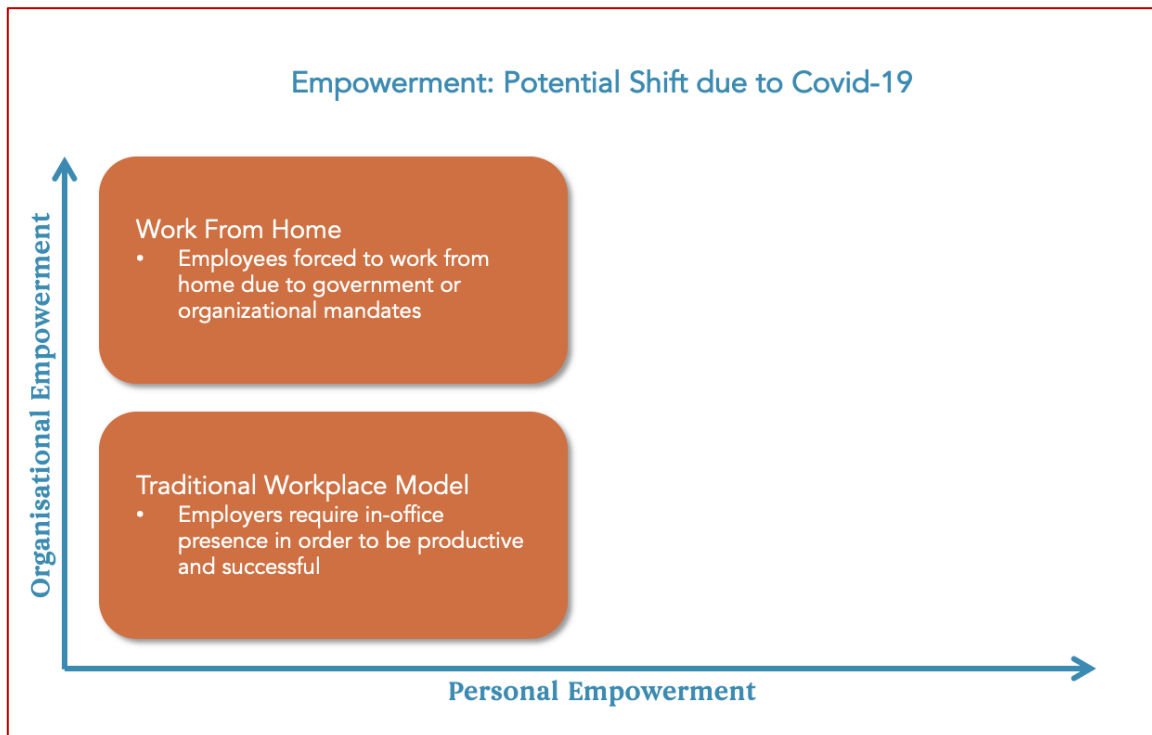 Empowerment: Potential Shift due to Covid-19
Organisational Empowerment
Work From Home
• Employees forced to work from
home due to government or
organizational mandates
Traditional Workplace Model
• Employers require in-office
presence in order to be productive
and successful
Personal Empowerment